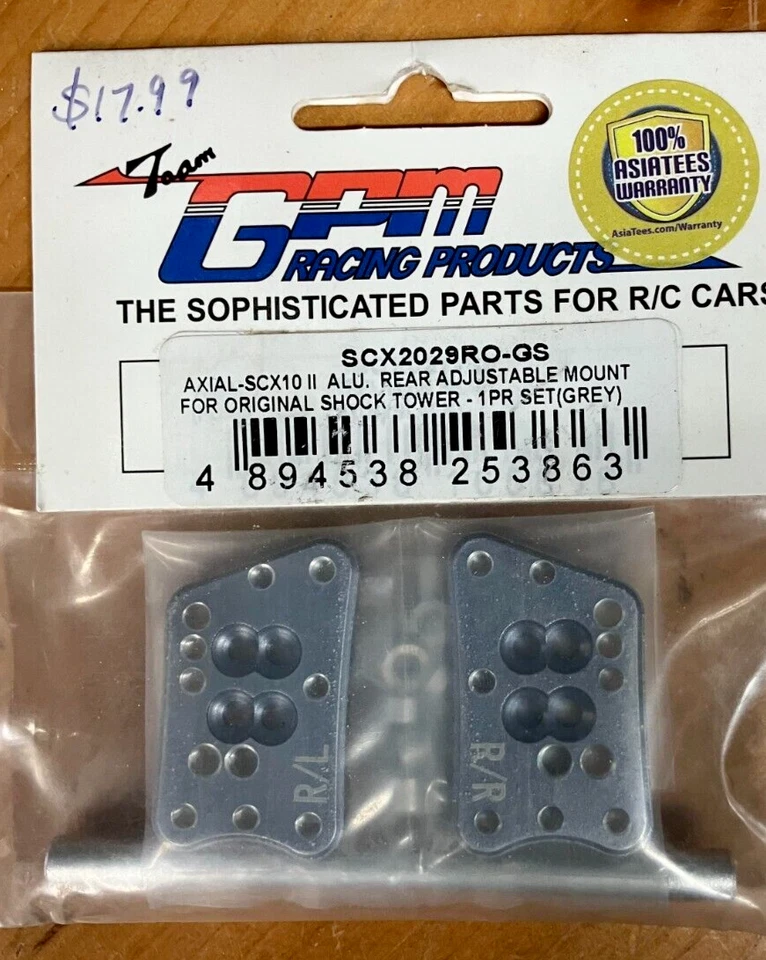 $17.99
Tapm
GPM
RACING PRODUCTS
100%
ASIATEES
WARRANTY
AsiaTees.com/Warranty
THE SOPHISTICATED PARTS FOR R/C CARS
SCX2029RO-GS
AXIAL-SCX10 II ALU. REAR ADJUSTABLE MOUNT
FOR ORIGINAL SHOCK TOWER - 1PR SET(GREY)
4 894538 253863
R/L
R/R